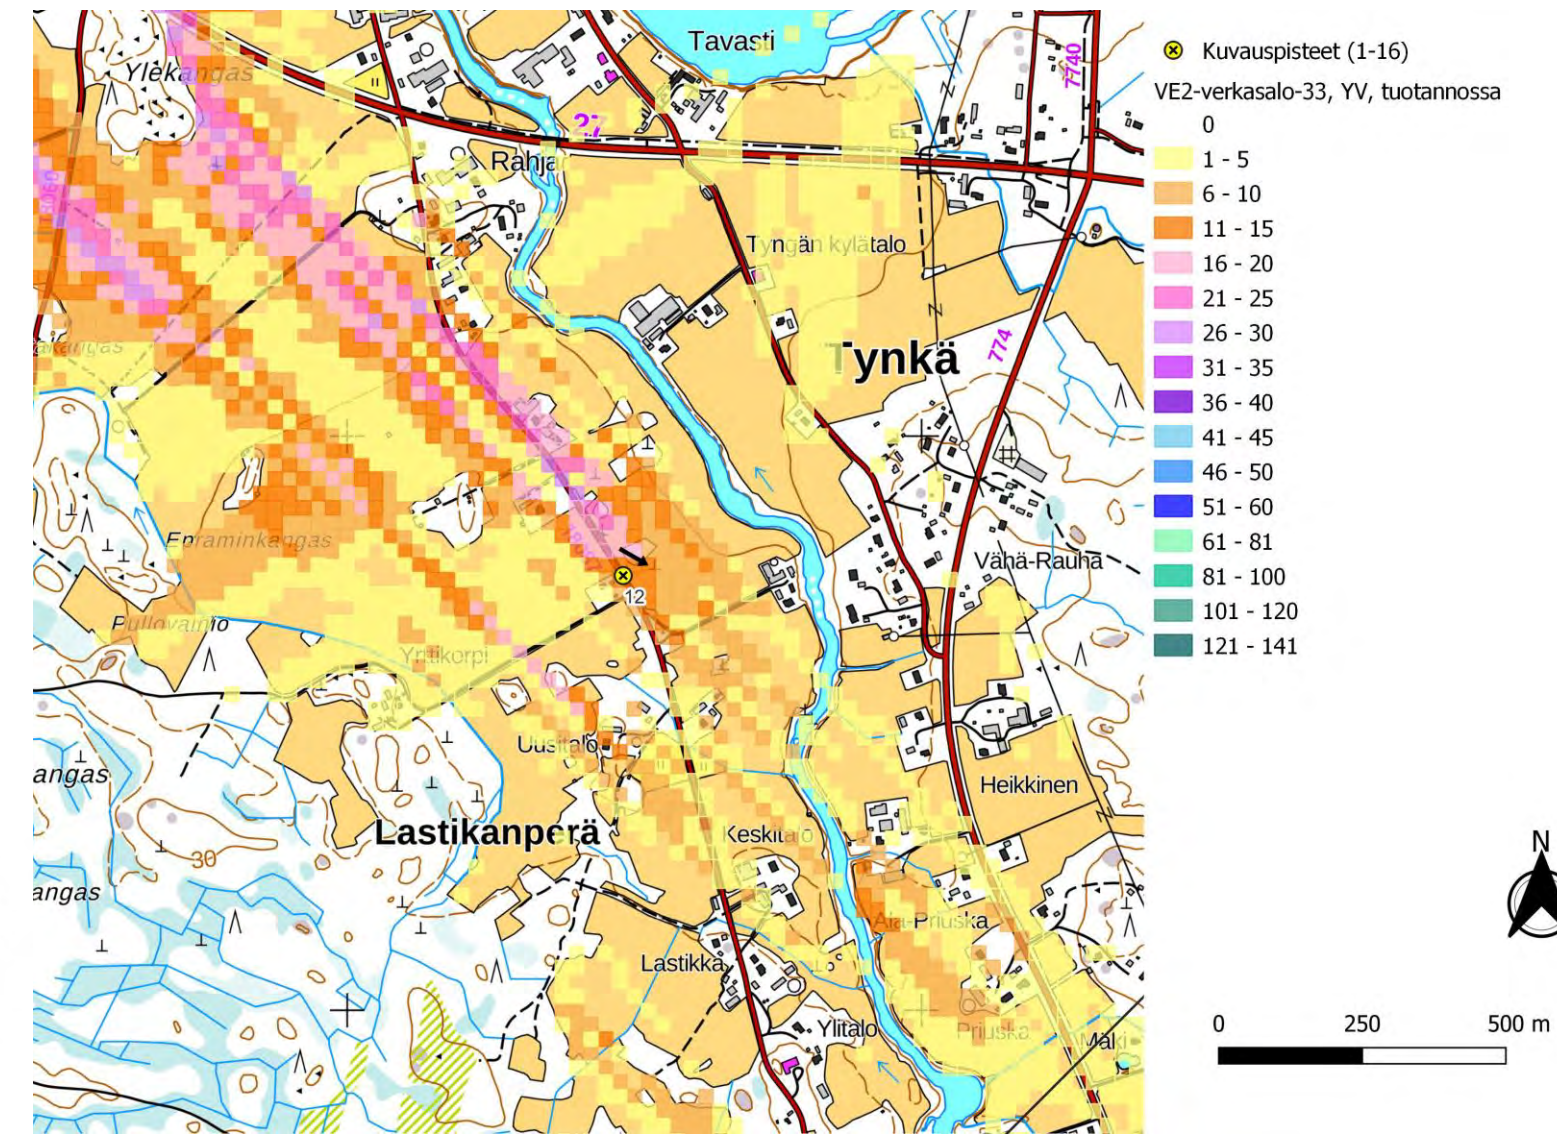 Tavasti
Ylekangas
27
Rahja
7740
Kuvauspisteet (1-16)
VE2-verkasalo-33, YV, tuotannossa
0
1 - 5
6 - 10
11 - 15
16 - 20
21 - 25
26 - 30
31 - 35
36 - 40
41 - 45
46 - 50
51 - 60
61 - 81
81 - 100
101 - 120
121 - 141
Tyngän kylätalo
774
Tynkä
akangas
Epraminkangas
Vähä-Rauha
12
Pullovainio
Yrttikorpi
Uusitalo
angas
Heikkinen
Lastikanperä
Keskitalo
30
angas
Ala-Priuska
Lastikka
Ylitalo
Priuska
Mäki
N
0 250 500 m